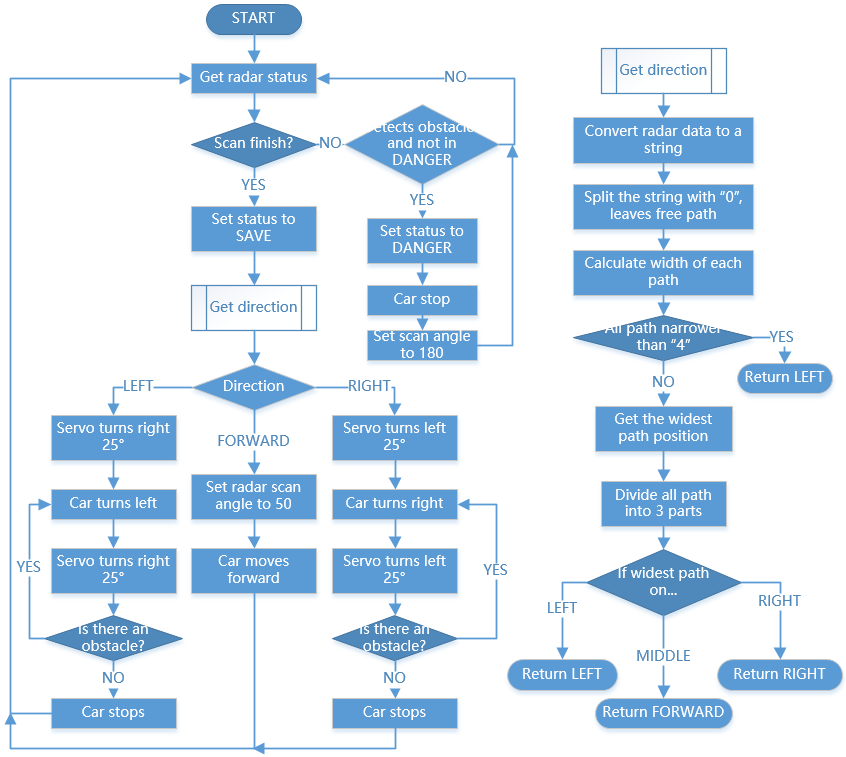 START
Get radar status
NO
Scan finish?
NO
etects obstacle
and not in
DANGER
YES
YES
Set status to
SAVE
Set status to
DANGER
Get direction
Car stop
Set scan angle
to 180
Direction
LEFT
RIGHT
FORWARD
Servo turns right
25°
Car turns left
Servo turns right
25°
YES
Is there an
obstacle?
NO
Car stops
Set radar scan
angle to 50
Car moves
forward
Servo turns left
25°
Car turns right
Servo turns left
25°
YES
Is there an
obstacle?
NO
Car stops
Get direction
Convert radar data to a
string
Split the string with “0”,
leaves free path
Calculate width of each
path
All path narrower
than “4”
YES
Return LEFT
NO
Get the widest
path position
Divide all path
into 3 parts
If widest path
on...
LEFT
RIGHT
MIDDLE
Return LEFT
Return RIGHT
Return FORWARD